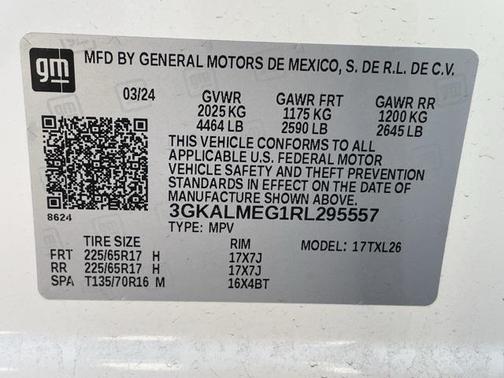 gm
MFD BY GENERAL MOTORS DE MEXICO, S. DE R.L. DE C.V.
03/24 GVWR GAWR FRT GAWR RR
2025 KG 1175 KG 1200 KG
4464 LB 2590 LB 2645 LB
THIS VEHICLE CONFORMS TO ALL
APPLICABLE U.S. FEDERAL MOTOR
VEHICLE SAFETY AND THEFT PREVENTION
STANDARDS IN EFFECT ON THE DATE OF
MANUFACTURE SHOWN ABOVE.
8624 3GKALMEG1RL295557
TYPE: MPV
TIRE SIZE RIM MODEL: 17TXL26
FRT 225/65R17 H 17X7J
RR 225/65R17 H 17X7J
SPA T135/70R16 M 16X4BT